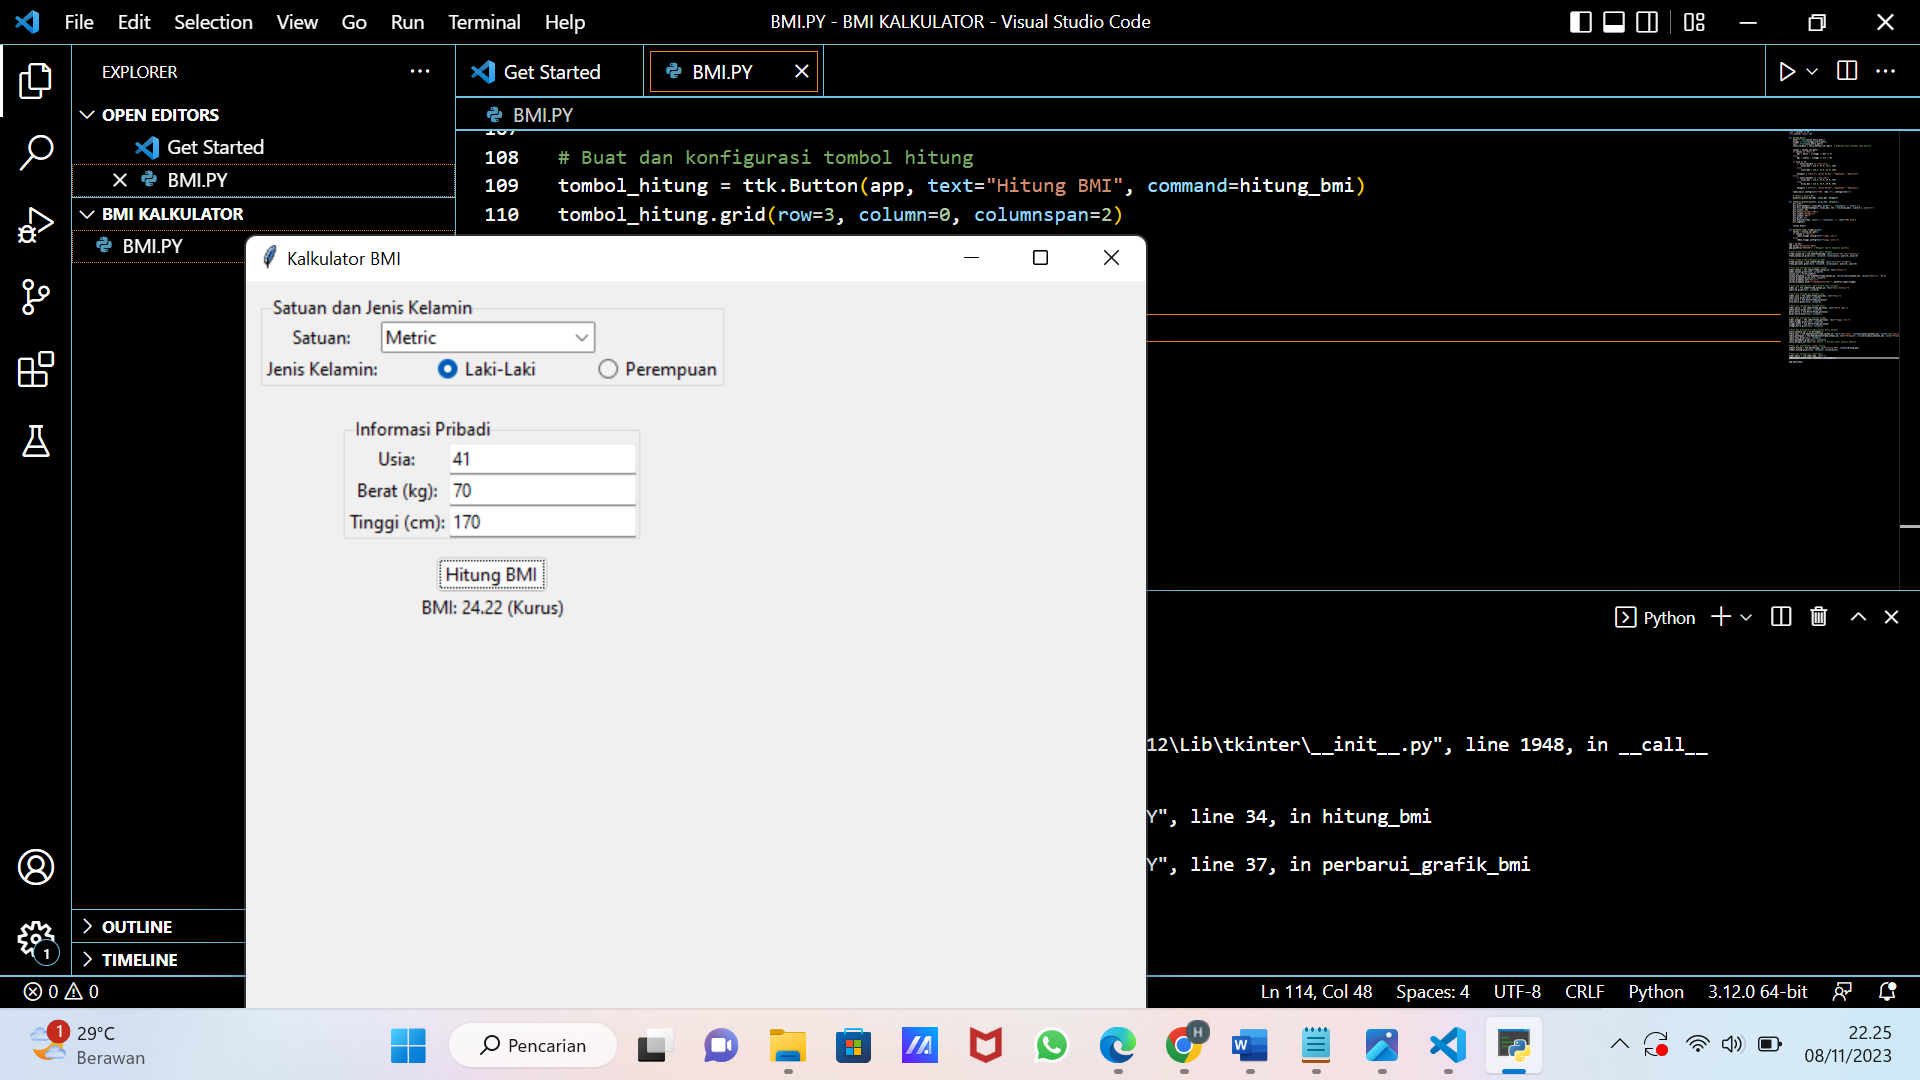 File Edit Selection View Go Run Terminal Help
BMI.PY - BMI KALKULATOR - Visual Studio Code
EXPLORER
OPEN EDITORS
Get Started
BMI.PY
BMI KALKULATOR
BMI.PY
OUTLINE
TIMELINE
Get Started
BMI.PY
BMI.PY
108 # Buat dan konfigurasi tombol hitung
109 tombol_hitung = ttk.Button(app, text="Hitung BMI", command=hitung_bmi)
110 tombol_hitung.grid(row=3, column=0, columnspan=2)
Kalkulator BMI
Satuan dan Jenis Kelamin
Satuan: Metric
Jenis Kelamin: Laki-Laki Perempuan
Informasi Pribadi
Usia: 41
Berat (kg): 70
Tinggi (cm): 170
Hitung BMI
BMI: 24.22 (Kurus)
Python
12\Lib\tkinter\__init__.py", line 1948, in __call__
Y", line 34, in hitung_bmi
Y", line 37, in perbarui_grafik_bmi
1
0 0
Ln 114, Col 48 Spaces: 4 UTF-8 CRLF Python 3.12.0 64-bit
1
29°C
Berawan
Pencarian
H
22.25
08/11/2023